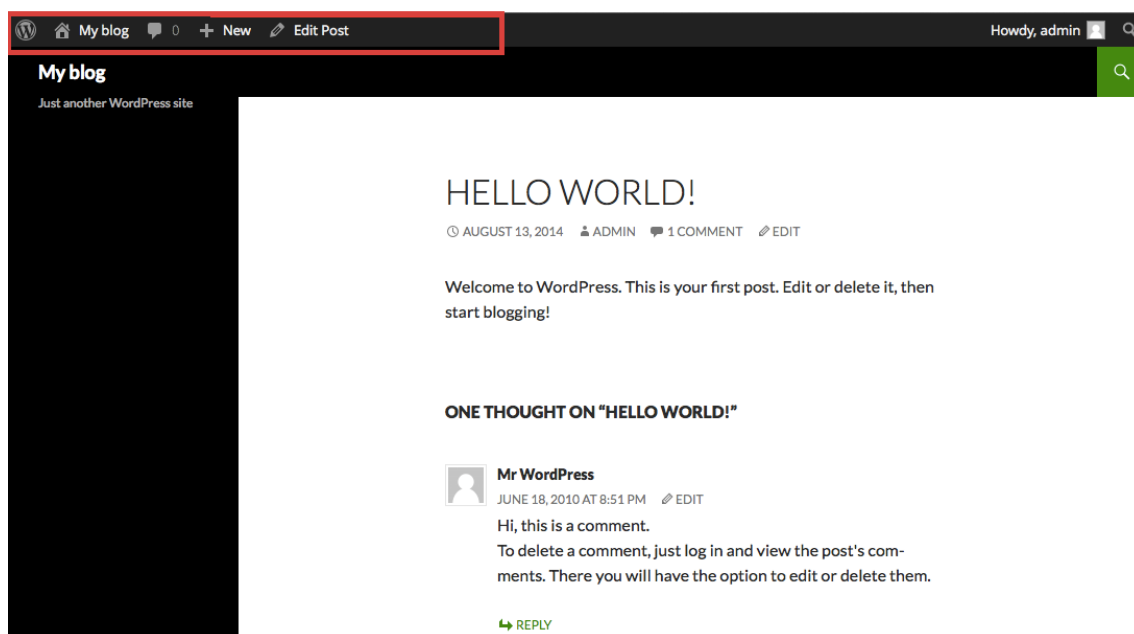 My blog 0 New Edit Post Howdy, admin
My blog
Just another WordPress site
HELLO WORLD!
AUGUST 13, 2014 ADMIN 1 COMMENT EDIT
Welcome to WordPress. This is your first post. Edit or delete it, then
start blogging!
ONE THOUGHT ON “HELLO WORLD!”
Mr WordPress
JUNE 18, 2010 AT 8:51 PM EDIT
Hi, this is a comment.
To delete a comment, just log in and view the post's com-
ments. There you will have the option to edit or delete them.
REPLY